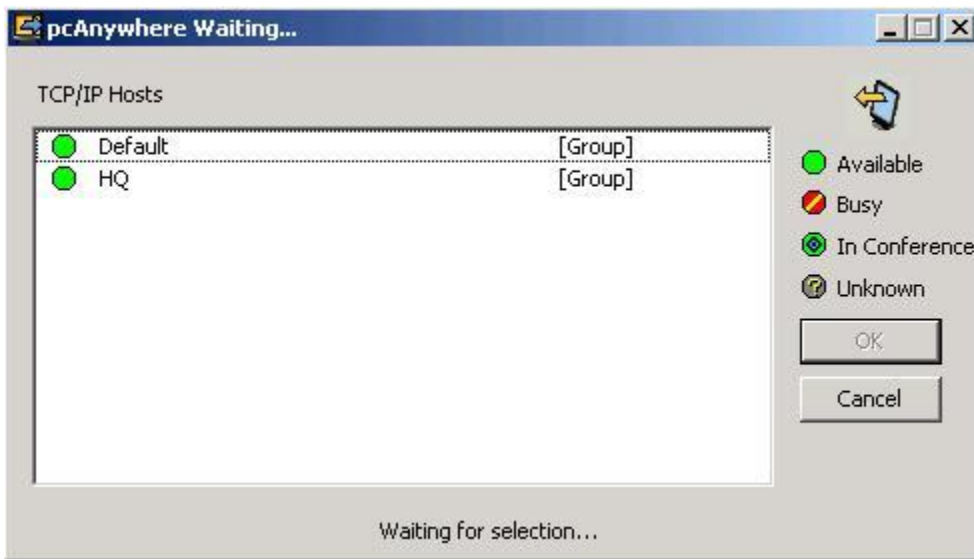 pcAnywhere Waiting...
TCP/IP Hosts
Default [Group]
HQ [Group]
Available
Busy
In Conference
Unknown
OK
Cancel
Waiting for selection...